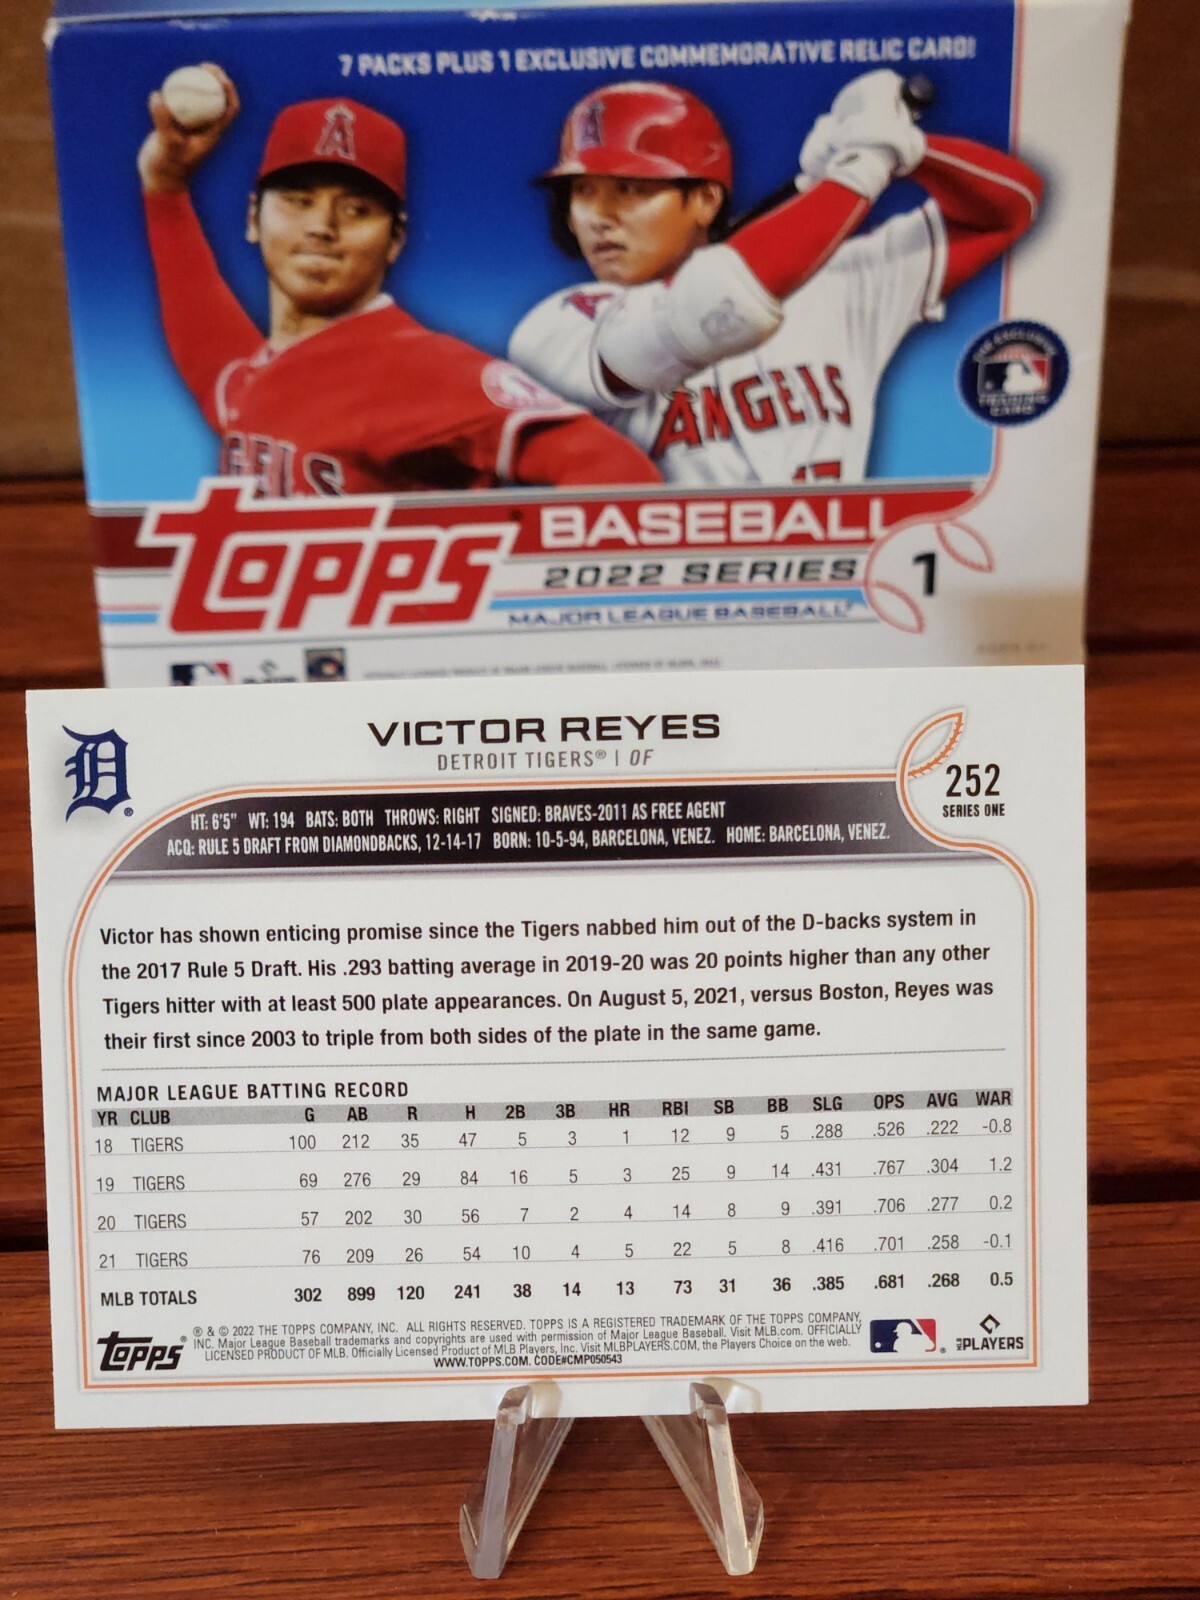 7 PACKS PLUS 1 EXCLUSIVE COMMEMORATIVE RELIC CARD!
A
A
ANGELS
GELS
17
TRADING
CARD
TOPPS
BASEBALL
2022 SERIES 1
MAJOR LEAGUE BASEBALL
D
VICTOR REYES
DETROIT TIGERS® | OF
252
SERIES ONE
HT: 6'5" WT: 194 BATS: BOTH THROWS: RIGHT SIGNED: BRAVES-2011 AS FREE AGENT
ACQ: RULE 5 DRAFT FROM DIAMONDBACKS, 12-14-17 BORN: 10-5-94, BARCELONA, VENEZ. HOME: BARCELONA, VENEZ.
Victor has shown enticing promise since the Tigers nabbed him out of the D-backs system in
the 2017 Rule 5 Draft. His .293 batting average in 2019-20 was 20 points higher than any other
Tigers hitter with at least 500 plate appearances. On August 5, 2021, versus Boston, Reyes was
their first since 2003 to triple from both sides of the plate in the same game.
MAJOR LEAGUE BATTING RECORD
YR CLUB G AB R H 2B 3B HR RBI SB BB SLG OPS AVG WAR
18 TIGERS 100 212 35 47 5 3 1 12 9 5 .288 .526 .222 -0.8
19 TIGERS 69 276 29 84 16 5 3 25 9 14 .431 .767 .304 1.2
20 TIGERS 57 202 30 56 7 2 4 14 8 9 .391 .706 .277 0.2
21 TIGERS 76 209 26 54 10 4 5 22 5 8 .416 .701 .258 -0.1
MLB TOTALS 302 899 120 241 38 14 13 73 31 36 .385 .681 .268 0.5
TOPPS®
® & © 2022 THE TOPPS COMPANY, INC. ALL RIGHTS RESERVED. TOPPS IS A REGISTERED TRADEMARK OF THE TOPPS COMPANY,
INC. Major League Baseball trademarks and copyrights are used with permission of Major League Baseball. Visit MLB.com. OFFICIALLY
LICENSED PRODUCT OF MLB. Officially Licensed Product of MLB Players, Inc. Visit MLBPLAYERS.COM, the Players Choice on the web.
WWW.TOPPS.COM. CODE#CMP050543
MLB PLAYERS